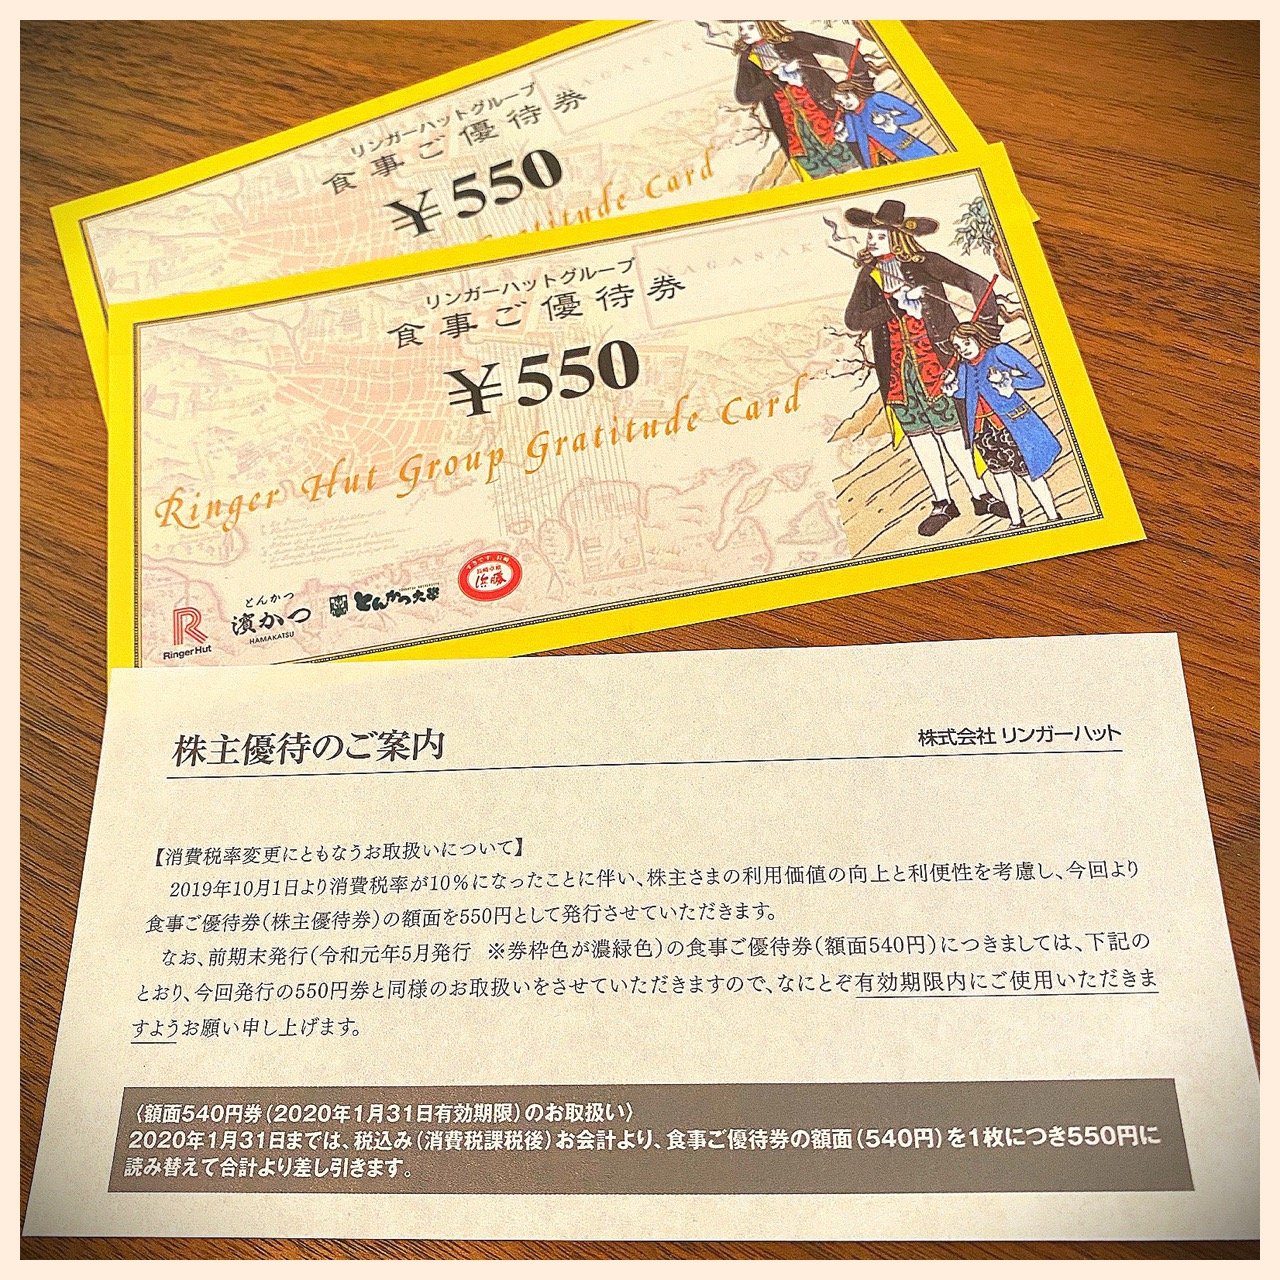 NAGASAK
リンガーハットグループ
食事ご優待券
¥550
titude Card
AGANAK
リンガーハットグループ
食事ご優待券
¥550
Ringer Hut Group Gratitude Card
RingerHut
とんかつ
濵かつ
HAMAKATSU
とんかつ大學
長崎卓袱
浜勝
株主優待のご案内
株式会社 リンガーハット
【消費税率変更にともなうお取扱いについて】
2019年10月1日より消費税率が10%になったことに伴い、株主さまの利用価値の向上と利便性を考慮し、今回より
食事ご優待券(株主優待券)の額面を550円として発行させていただきます。
なお、前期末発行(令和元年5月発行 ※券枠色が濃緑色)の食事ご優待券(額面540円)につきましては、下記の
とおり、今回発行の550円券と同様のお取扱いをさせていただきますので、なにとぞ有効期限内にご使用いただきま
すようお願い申し上げます。
〈額面540円券(2020年1月31日有効期限)のお取扱い〉
2020年1月31日までは、税込み(消費税課税後)お会計より、食事ご優待券の額面(540円)を1枚につき550円に
読み替えて合計より差し引きます。